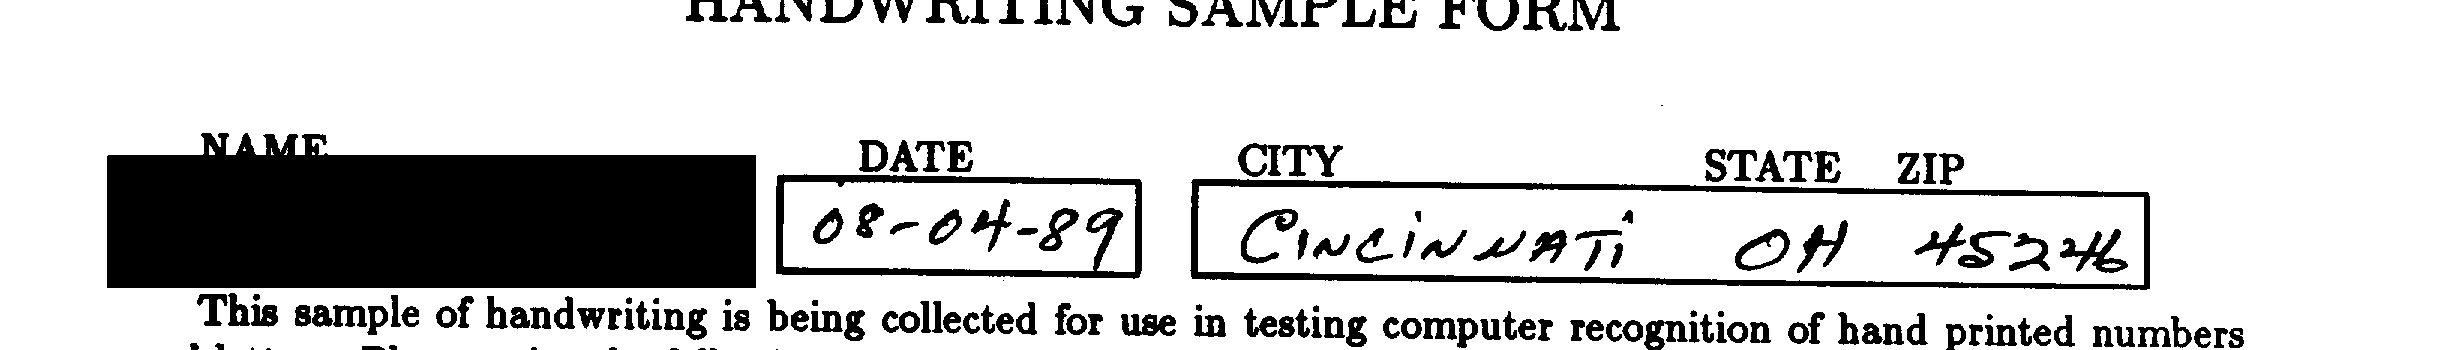 HANDWRITING SAMPLE FORM
NAME DATE CITY STATE ZIP
08-04-89 CINCINNATI OH 45246
This sample of handwriting is being collected for use in testing computer recognition of hand printed numbers